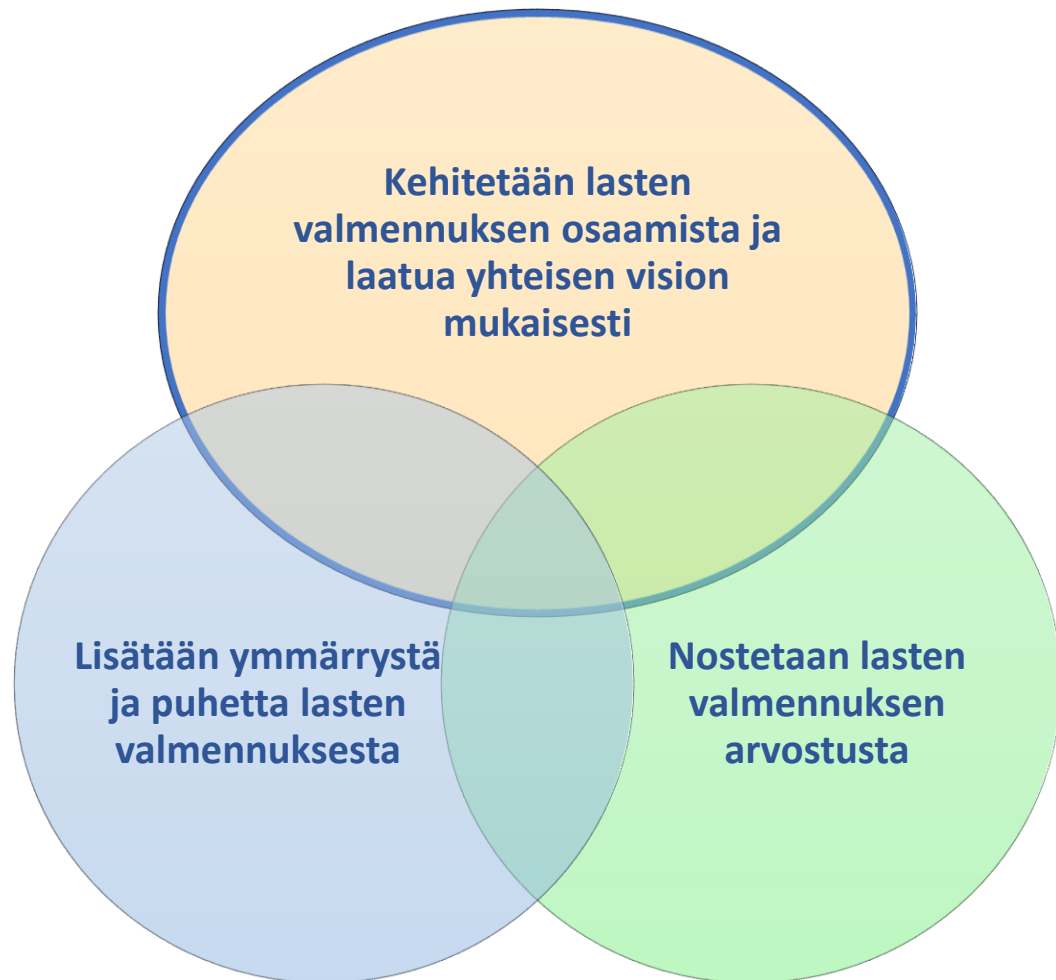 Kehitetään lasten
valmennuksen osaamista ja
laatua yhteisen vision
mukaisesti
Lisätään ymmärrystä
ja puhetta lasten
valmennuksesta
Nostetaan lasten
valmennuksen
arvostusta